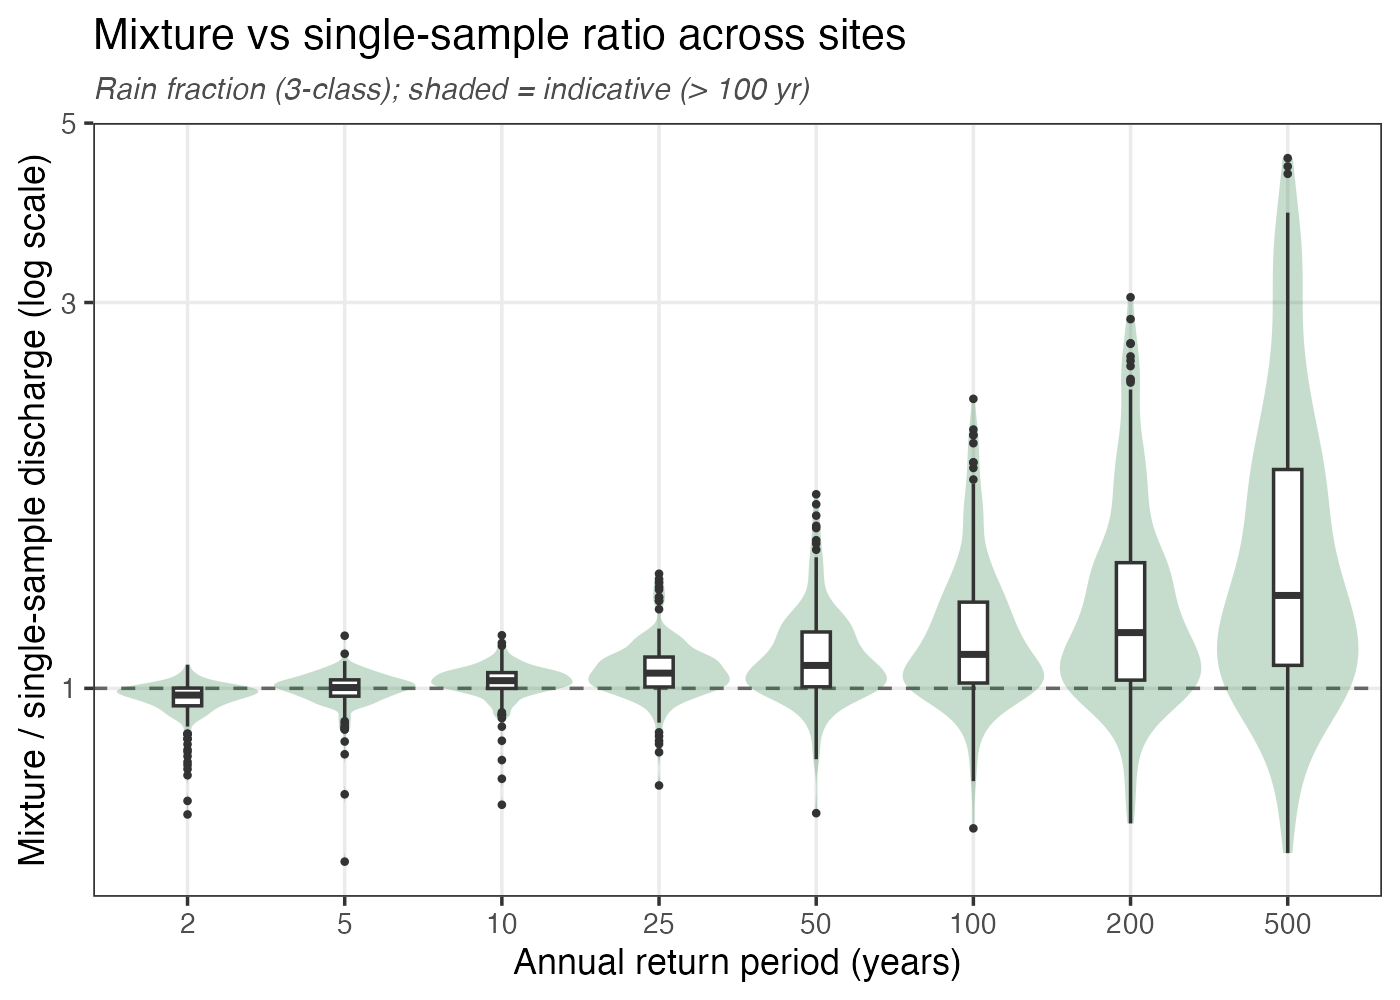 Mixture vs single-sample ratio across sites
Rain fraction (3-class); shaded = indicative (> 100 yr)
Mixture / single-sample discharge (log scale)
5
3
1
2 5 10 25 50 100 200 500
Annual return period (years)